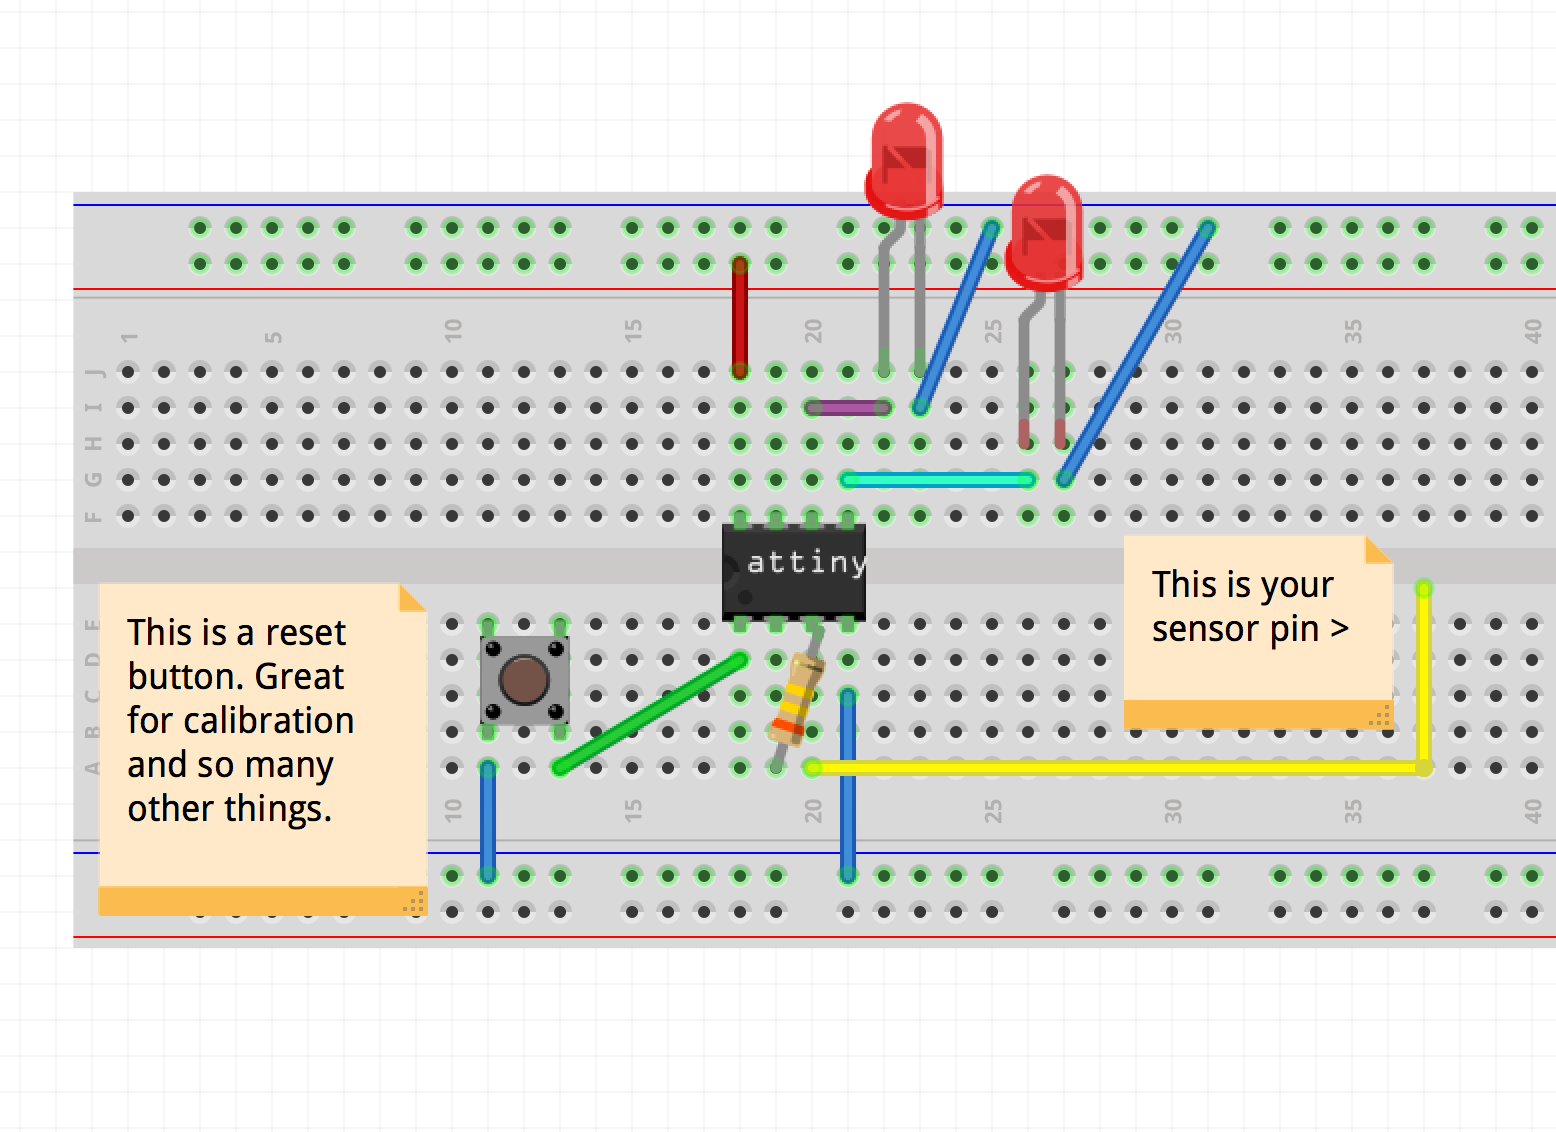 1 5 10 15 20 25 30 35 40
J
I
H
G
F
attiny
This is your
sensor pin >
This is a reset
button. Great
for calibration
and so many
other things.
E
D
C
B
A
10 15 20 25 30 35 40